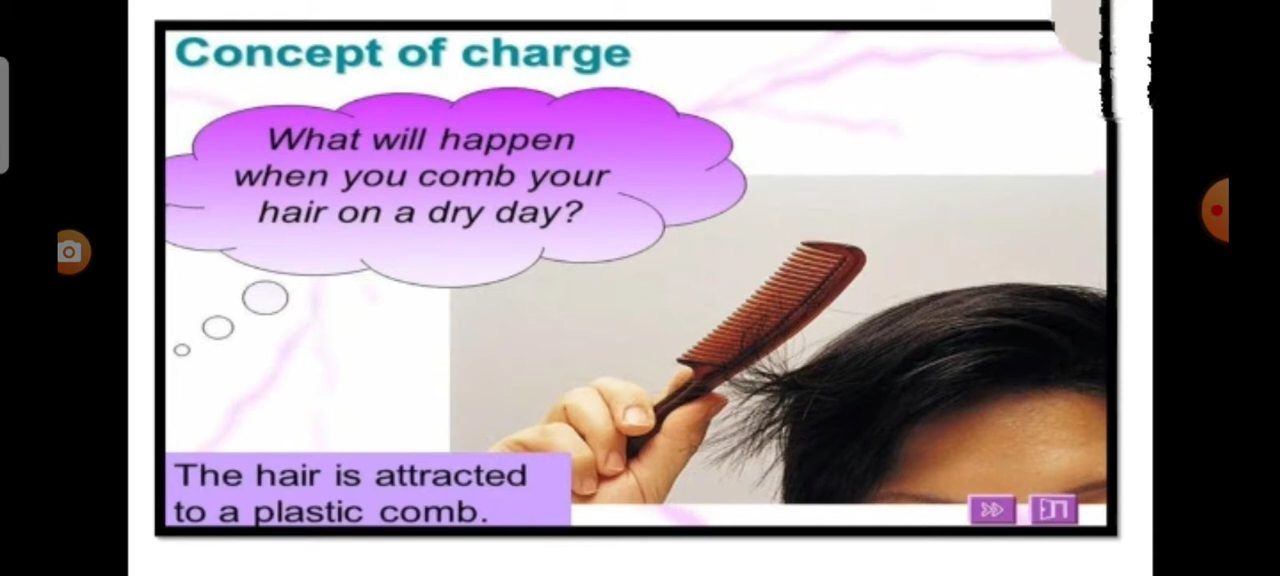 Concept of charge
What will happen
when you comb your
hair on a dry day?
The hair is attracted
to a plastic comb.